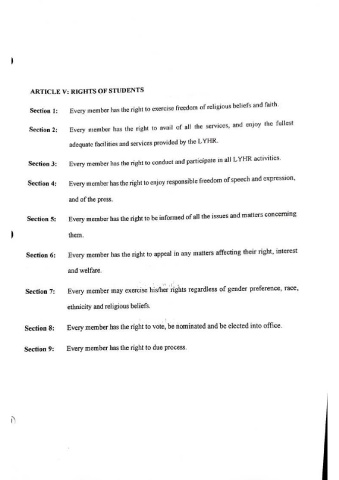 ARTICLE V: RIGHTS OF STUDENTS
Section 1: Every member has the right to exercise freedom of religious beliefs and faith.
Section 2: Every member has the right to avail of all the services, and enjoy the fullest
adequate facilities and services provided by the LYHR.
Section 3: Every member has the right to conduct and participate in all LYHR activities.
Section 4: Every member has the right to enjoy responsible freedom of speech and expression,
and of the press.
Section 5: Every member has the right to be informed of all the issues and matters concerning
them.
Section 6: Every member has the right to appeal in any matters affecting their right, interest
and welfare.
Section 7: Every member may exercise his/her rights regardless of gender preference, race,
ethnicity and religious beliefs.
Section 8: Every member has the right to vote, be nominated and be elected into office.
Section 9: Every member has the right to due process.